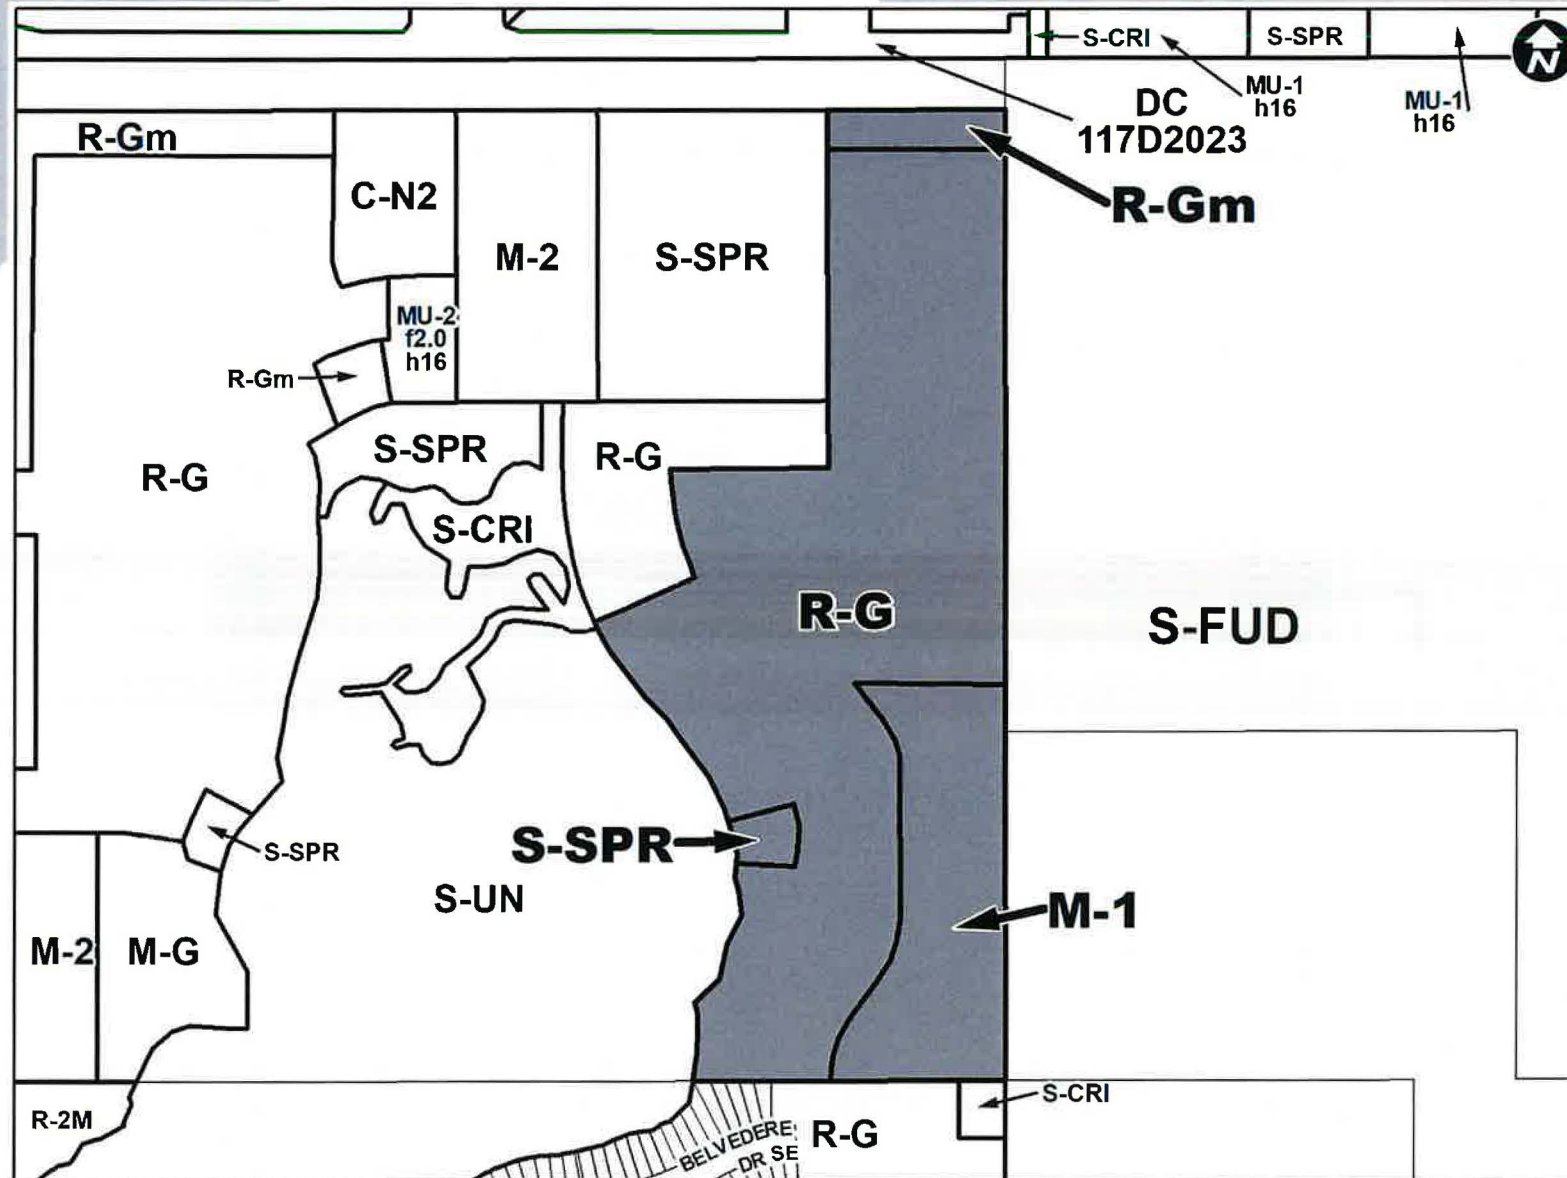 S-CRI
S-SPR
N
MU-1
h16
MU-1
h16
DC
117D2023
R-Gm
R-Gm
C-N2
M-2
S-SPR
MU-2
f2.0
h16
R-Gm
S-SPR
R-G
R-G
S-CRI
R-G
S-FUD
S-SPR
S-SPR
S-UN
M-1
M-2
M-G
S-CRI
R-2M
BELVEDERE
DR SE
R-G